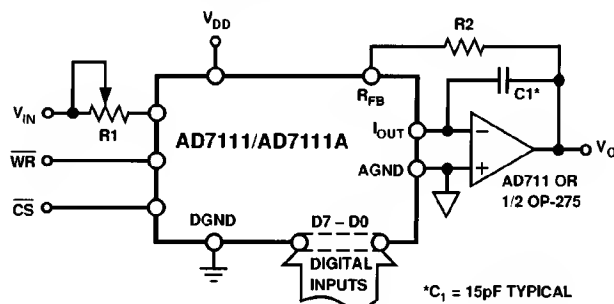 V_DD
R2
R_FB
C1*
V_IN
R1
AD7111/AD7111A
I_OUT
–
V_O
WR
AGND
+
AD711 OR
1/2 OP-275
CS
DGND
D7 – D0
DIGITAL
INPUTS
*C₁ = 15pF TYPICAL